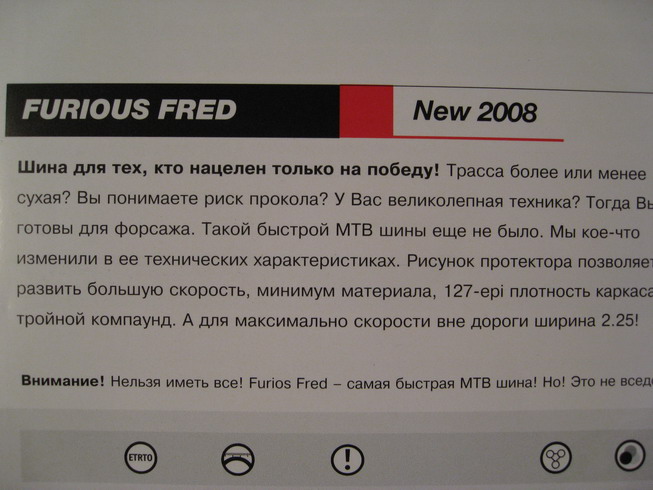 FURIOUS FRED
New 2008
Шина для тех, кто нацелен только на победу! Трасса более или менее
сухая? Вы понимаете риск прокола? У Вас великолепная техника? Тогда Вы
готовы для форсажа. Такой быстрой МТВ шины еще не было. Мы кое-что
изменили в ее технических характеристиках. Рисунок протектора позволяет
развить большую скорость, минимум материала, 127-epi плотность каркаса
тройной компаунд. А для максимально скорости вне дороги ширина 2.25!
Внимание! Нельзя иметь все! Furios Fred – самая быстрая МТВ шина! Но! Это не
ETRTO
!